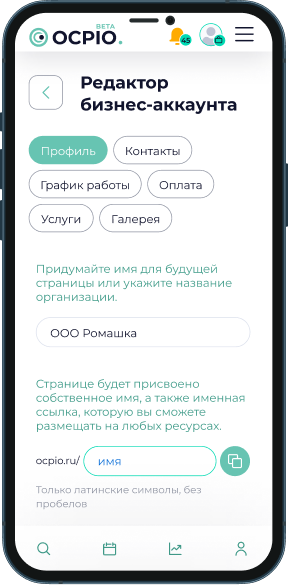 BETA
ОСРІО.
45
Редактор
бизнес-аккаунта
Профиль
Контакты
График работы
Оплата
Услуги
Галерея
Придумайте имя для будущей
страницы или укажите название
организации.
ООО Ромашка
Странице будет присвоено
собственное имя, а также именная
ссылка, которую вы сможете
размещать на любых ресурсах.
ocpio.ru/ имя
Только латинские символы, без
пробелов